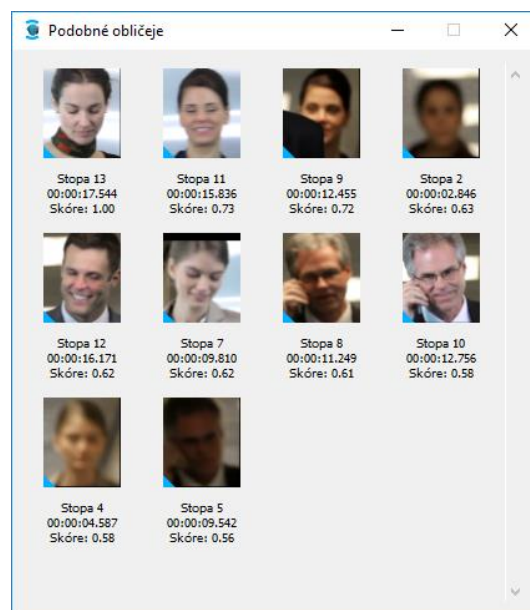 Podobné obličeje
Stopa 13
00:00:17.544
Skóre: 1.00
Stopa 11
00:00:15.836
Skóre: 0.73
Stopa 9
00:00:12.455
Skóre: 0.72
Stopa 2
00:00:02.846
Skóre: 0.63
Stopa 12
00:00:16.171
Skóre: 0.62
Stopa 7
00:00:09.810
Skóre: 0.62
Stopa 8
00:00:11.249
Skóre: 0.61
Stopa 10
00:00:12.756
Skóre: 0.58
Stopa 4
00:00:04.587
Skóre: 0.58
Stopa 5
00:00:09.542
Skóre: 0.56